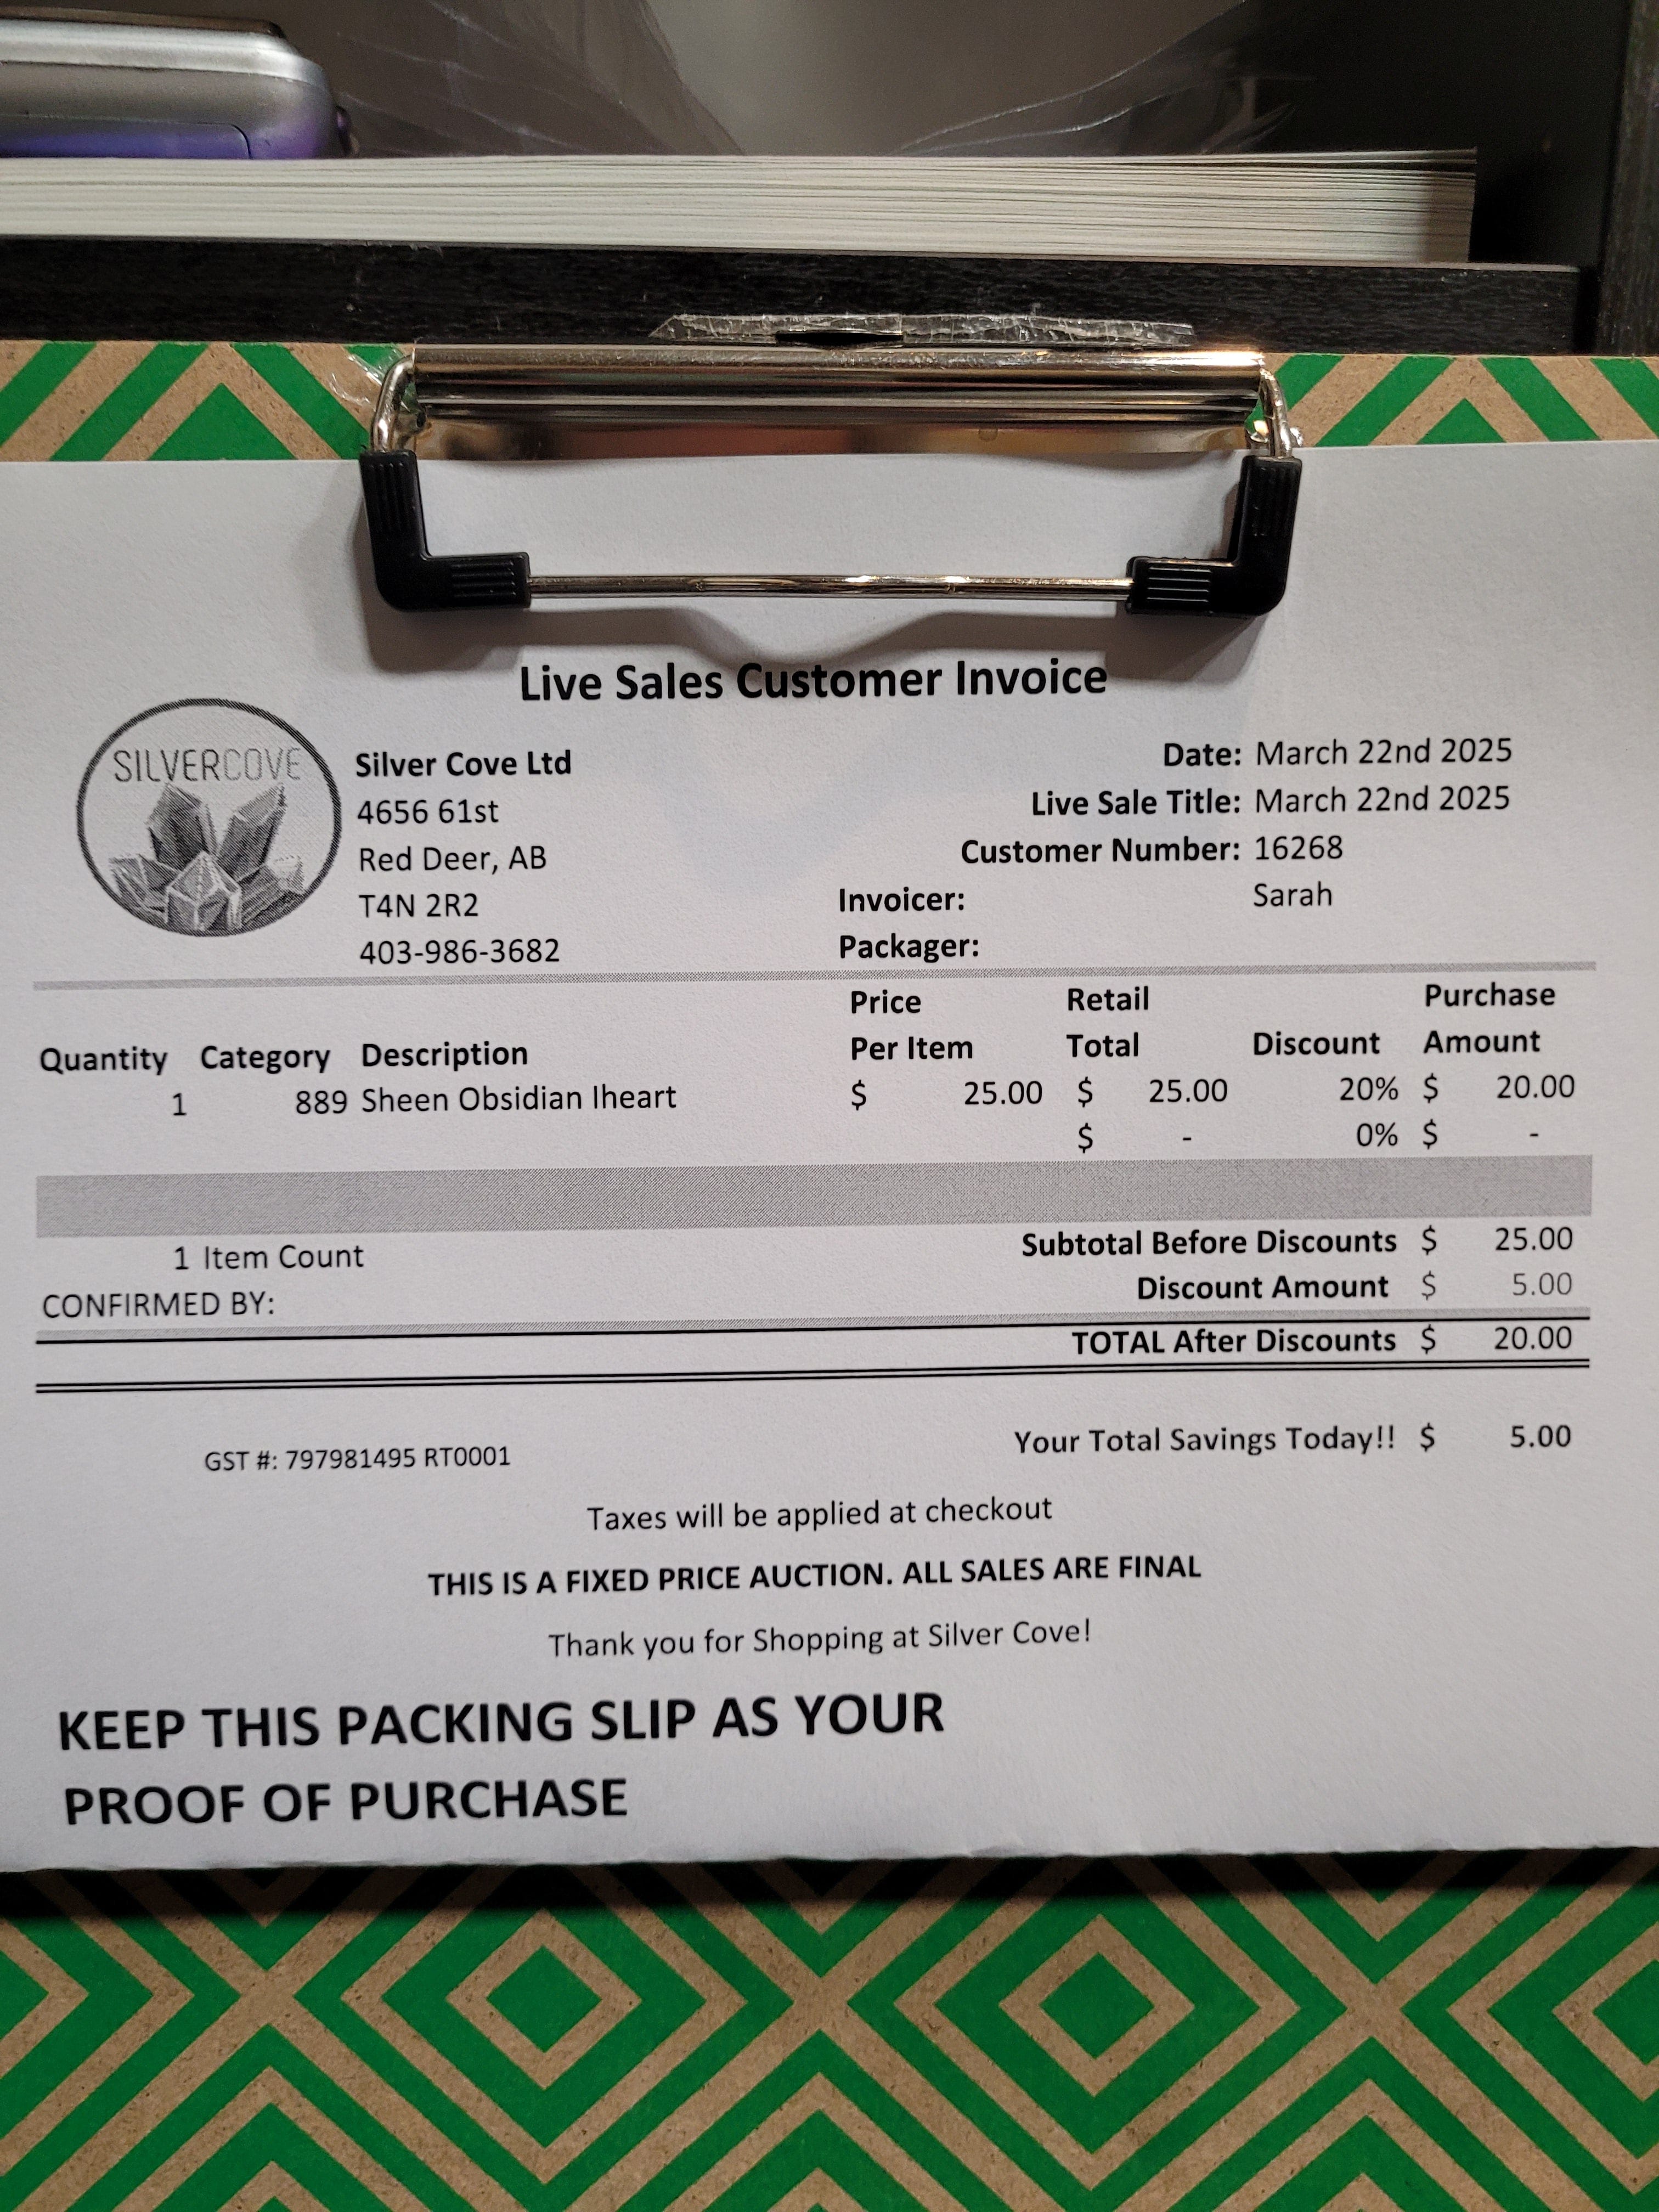 Live Sales Customer Invoice
SILVERCOVE
Silver Cove Ltd
4656 61st
Red Deer, AB
T4N 2R2
403-986-3682
Date: March 22nd 2025
Live Sale Title: March 22nd 2025
Customer Number: 16268
Invoicer: Sarah
Packager:
Quantity Category Description Price Per Item Retail Total Discount Purchase Amount
1 889 Sheen Obsidian Iheart $ 25.00 $ 25.00 20% $ 20.00
$ - 0% $ -
1 Item Count
CONFIRMED BY:
Subtotal Before Discounts $ 25.00
Discount Amount $ 5.00
TOTAL After Discounts $ 20.00
GST #: 797981495 RT0001
Your Total Savings Today!! $ 5.00
Taxes will be applied at checkout
THIS IS A FIXED PRICE AUCTION. ALL SALES ARE FINAL
Thank you for Shopping at Silver Cove!
KEEP THIS PACKING SLIP AS YOUR
PROOF OF PURCHASE